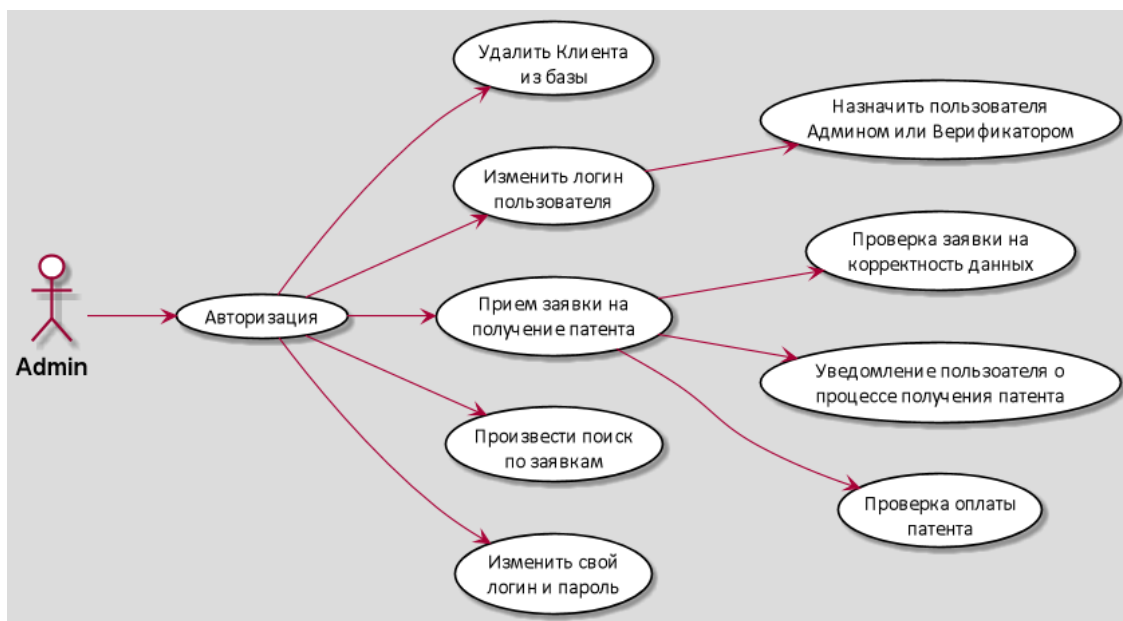 Удалить Клиента
из базы
Назначить пользователя
Админом или Верификатором
Изменить логин
пользователя
Проверка заявки на
корректность данных
Прием заявки на
получение патента
Авторизация
Admin
Уведомление пользоателя о
процессе получения патента
Произвести поиск
по заявкам
Проверка оплаты
патента
Изменить свой
логин и пароль